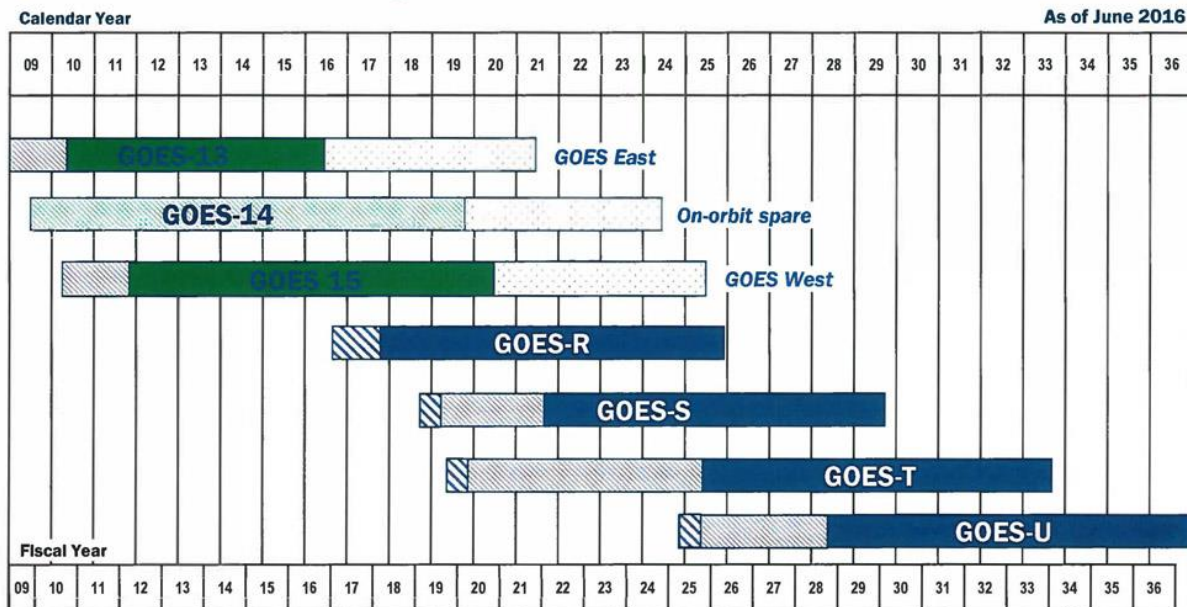 Calendar Year As of June 2016
09 10 11 12 13 14 15 16 17 18 19 20 21 22 23 24 25 26 27 28 29 30 31 32 33 34 35 36
GOES-13 GOES East
GOES-14 On-orbit spare
GOES 15 GOES West
GOES-R
GOES-S
GOES-T
GOES-U
Fiscal Year
09 10 11 12 13 14 15 16 17 18 19 20 21 22 23 24 25 26 27 28 29 30 31 32 33 34 35 36